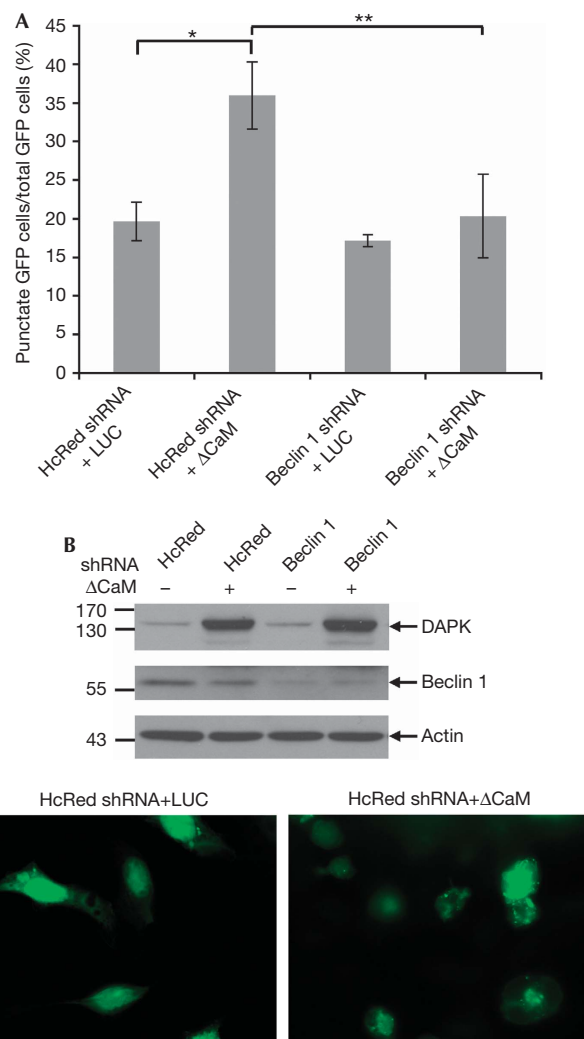 A
Punctate GFP cells/total GFP cells (%)
45
40
35
30
25
20
15
10
5
0
*
**
HcRed shRNA
+ LUC
HcRed shRNA
+ ΔCaM
Beclin 1 shRNA
+ LUC
Beclin 1 shRNA
+ ΔCaM
B
shRNA HcRed HcRed Beclin 1 Beclin 1
ΔCaM – + – +
170
130
DAPK
55
Beclin 1
43
Actin
HcRed shRNA+LUC
HcRed shRNA+ΔCaM